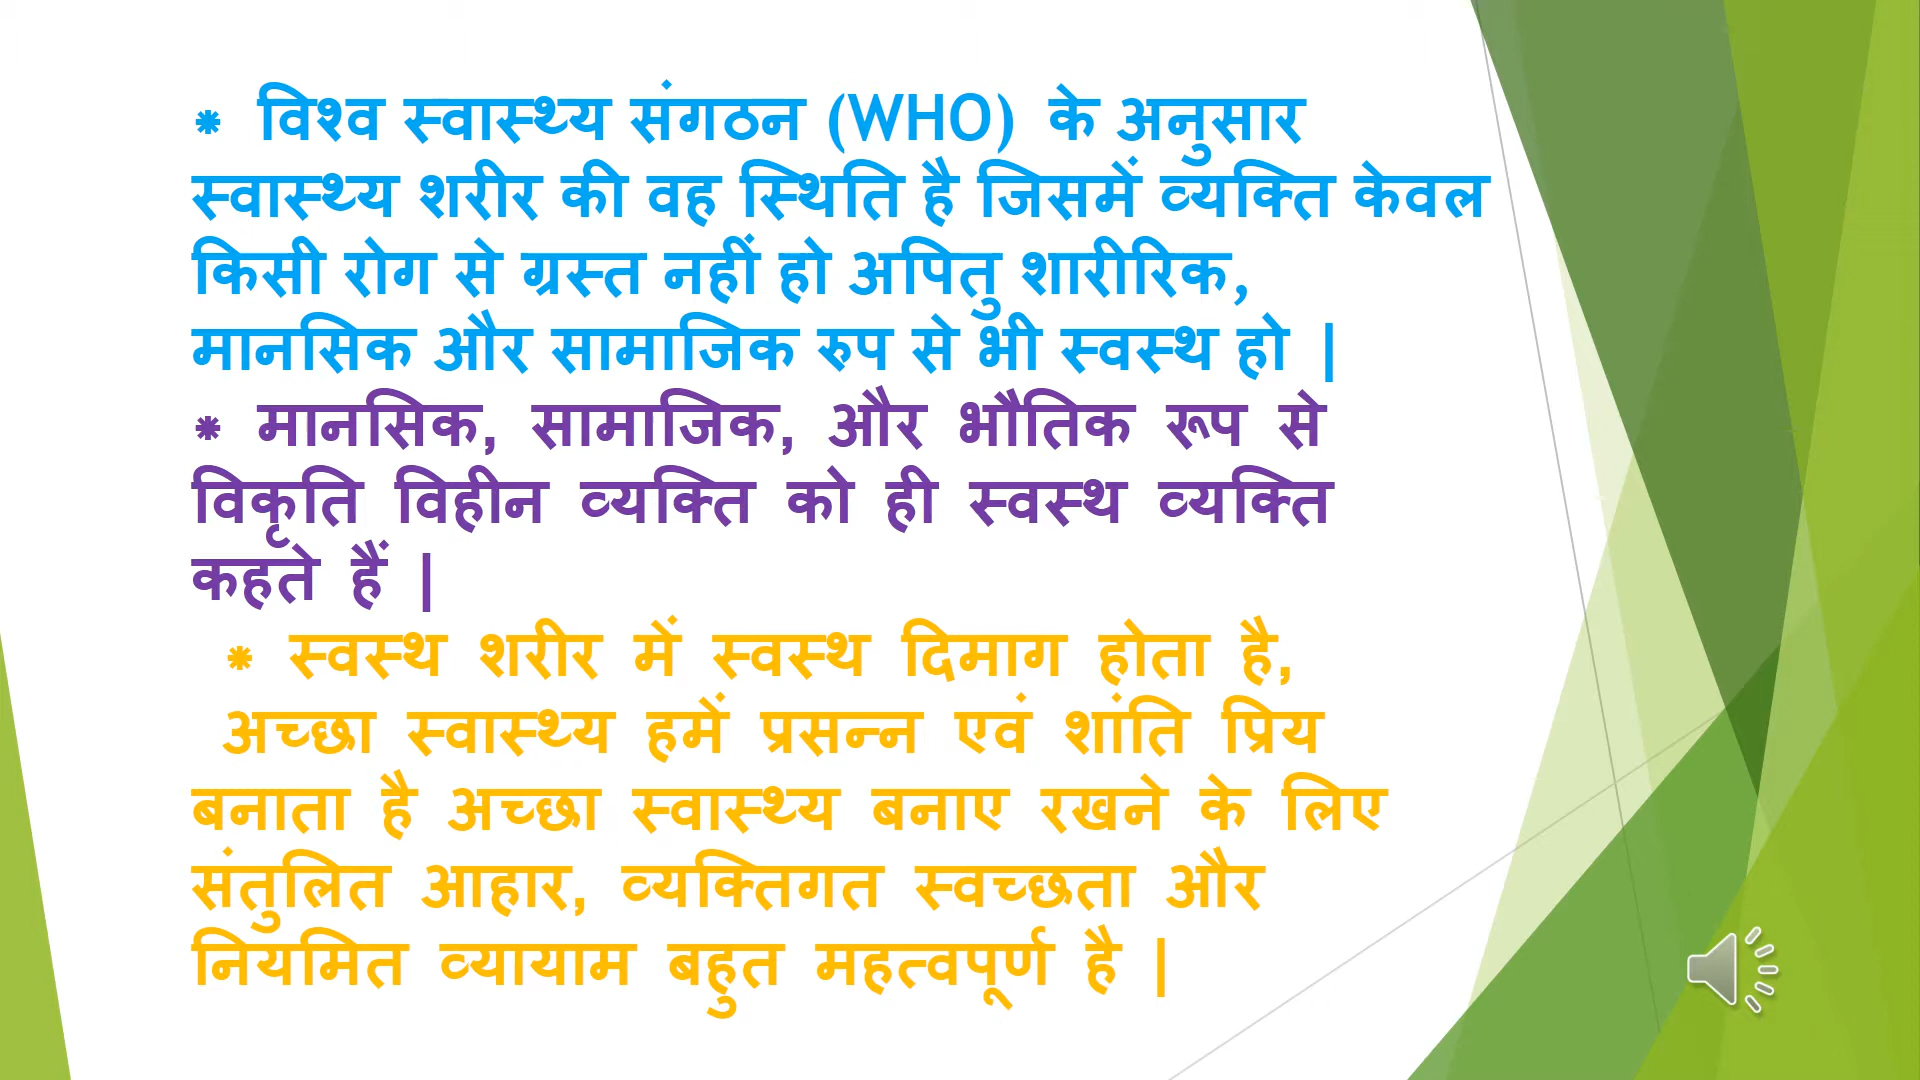 * विश्व स्वास्थ्य संगठन (WHO) के अनुसार
स्वास्थ्य शरीर की वह स्थिति है जिसमें व्यक्ति केवल
किसी रोग से ग्रस्त नहीं हो अपितु शारीरिक,
मानसिक और सामाजिक रुप से भी स्वस्थ हो |
* मानसिक, सामाजिक, और भौतिक रूप से
विकृति विहीन व्यक्ति को ही स्वस्थ व्यक्ति
कहते हैं |
* स्वस्थ शरीर में स्वस्थ दिमाग होता है,
अच्छा स्वास्थ्य हमें प्रसन्न एवं शांति प्रिय
बनाता है अच्छा स्वास्थ्य बनाए रखने के लिए
संतुलित आहार, व्यक्तिगत स्वच्छता और
नियमित व्यायाम बहुत महत्वपूर्ण है |